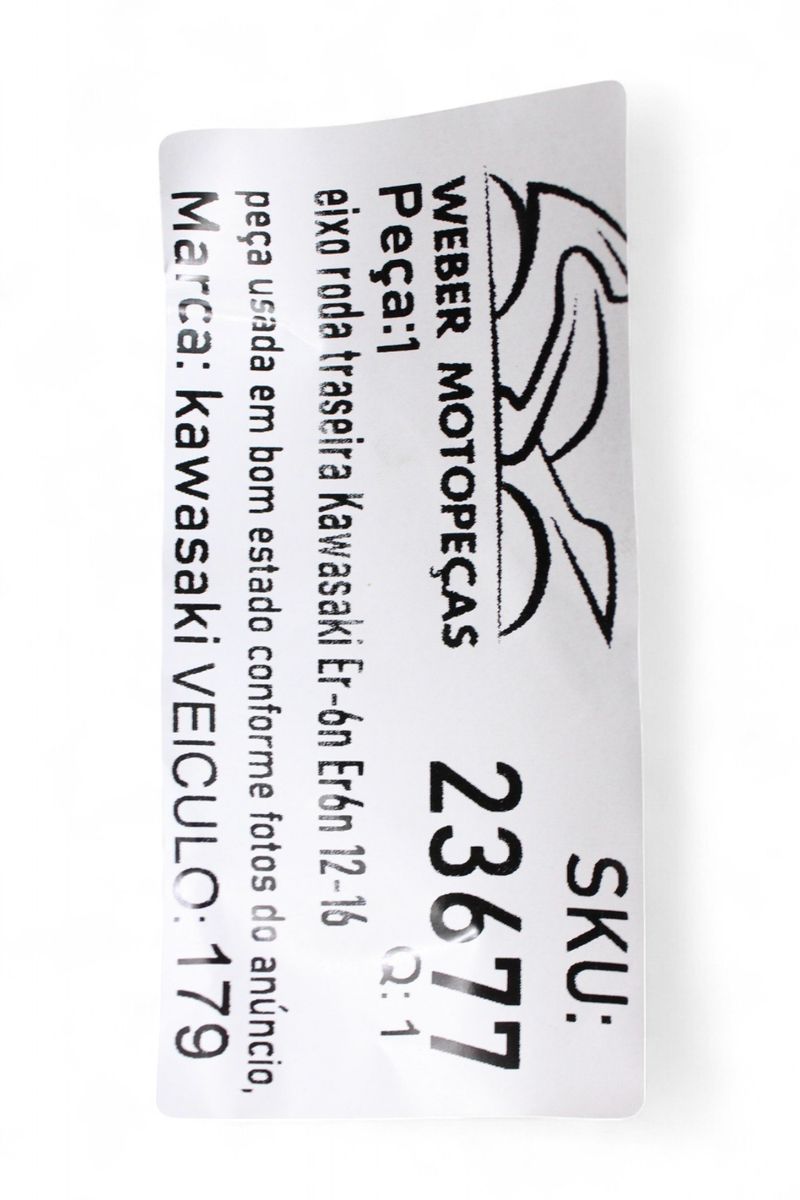 SKU:
WEBER MOTOPEÇAS
23677
Peça:1
Q: 1
eixo roda traseira Kawasaki Er-6n Er6n 12-16
peça usada em bom estado conforme fotos do anúncio,
Marca: kawasaki VEICULO: 179